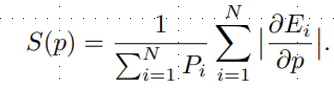 S(p) = \frac{1}{\sum_{i=1}^{N} P_i} \sum_{i=1}^{N} |\frac{\partial E_i}{\partial p}|.